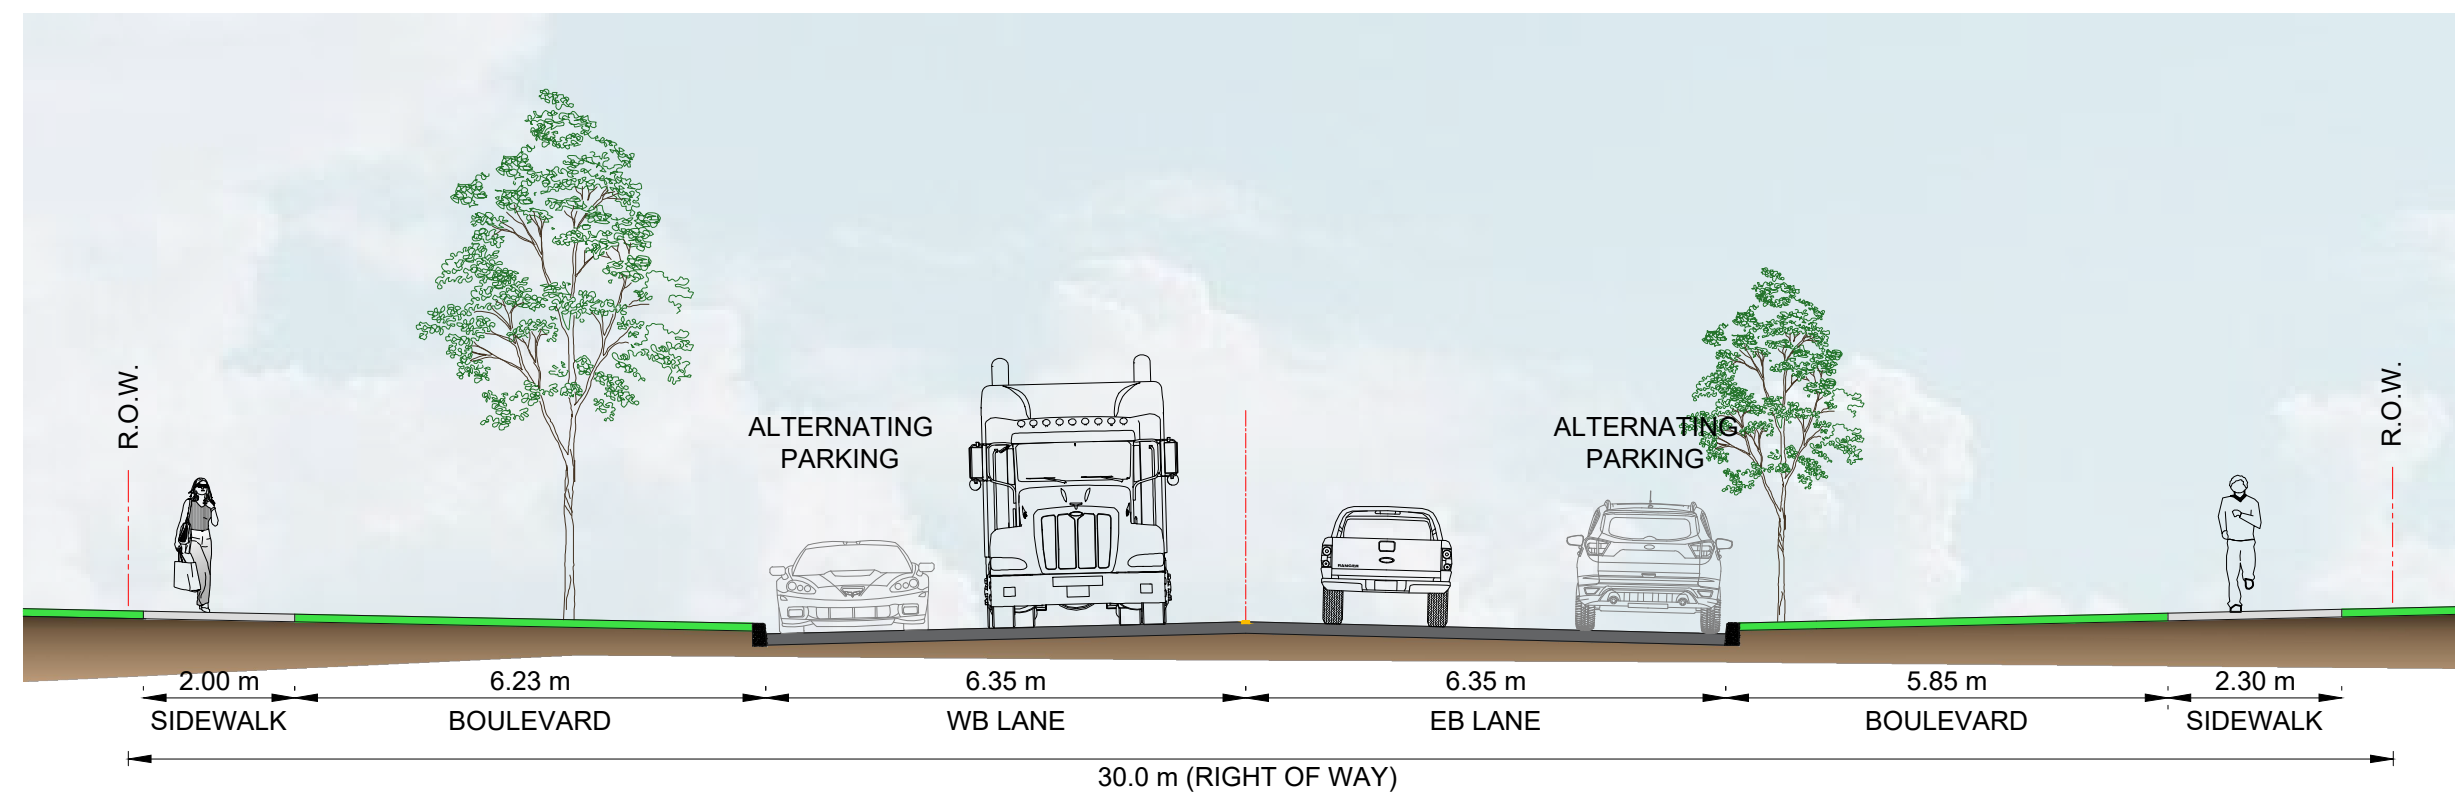 R.O.W.
R.O.W.
ALTERNATING
PARKING
ALTERNATING
PARKING
RANGER
2.00 m
6.23 m
6.35 m
6.35 m
5.85 m
2.30 m
SIDEWALK
BOULEVARD
WB LANE
EB LANE
BOULEVARD
SIDEWALK
30.0 m (RIGHT OF WAY)